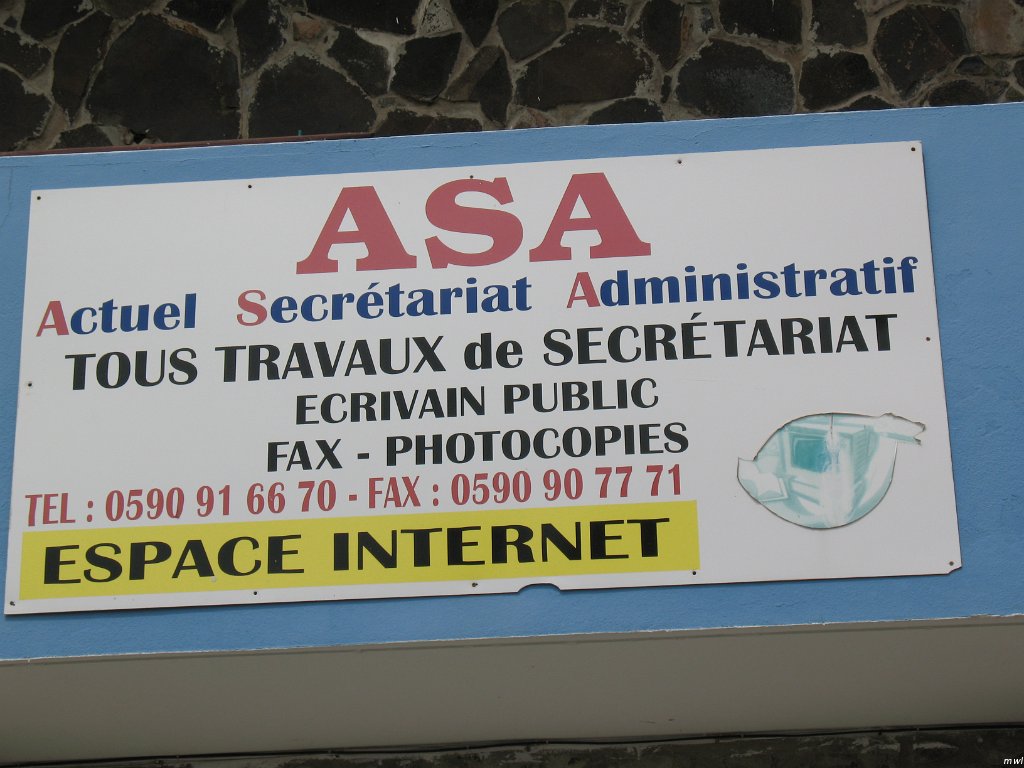 ASA
Actuel Secrétariat Administratif
TOUS TRAVAUX de SECRÉTARIAT
ECRIVAIN PUBLIC
FAX - PHOTOCOPIES
TEL : 0590 91 66 70 - FAX : 0590 90 77 71
ESPACE INTERNET
mwl